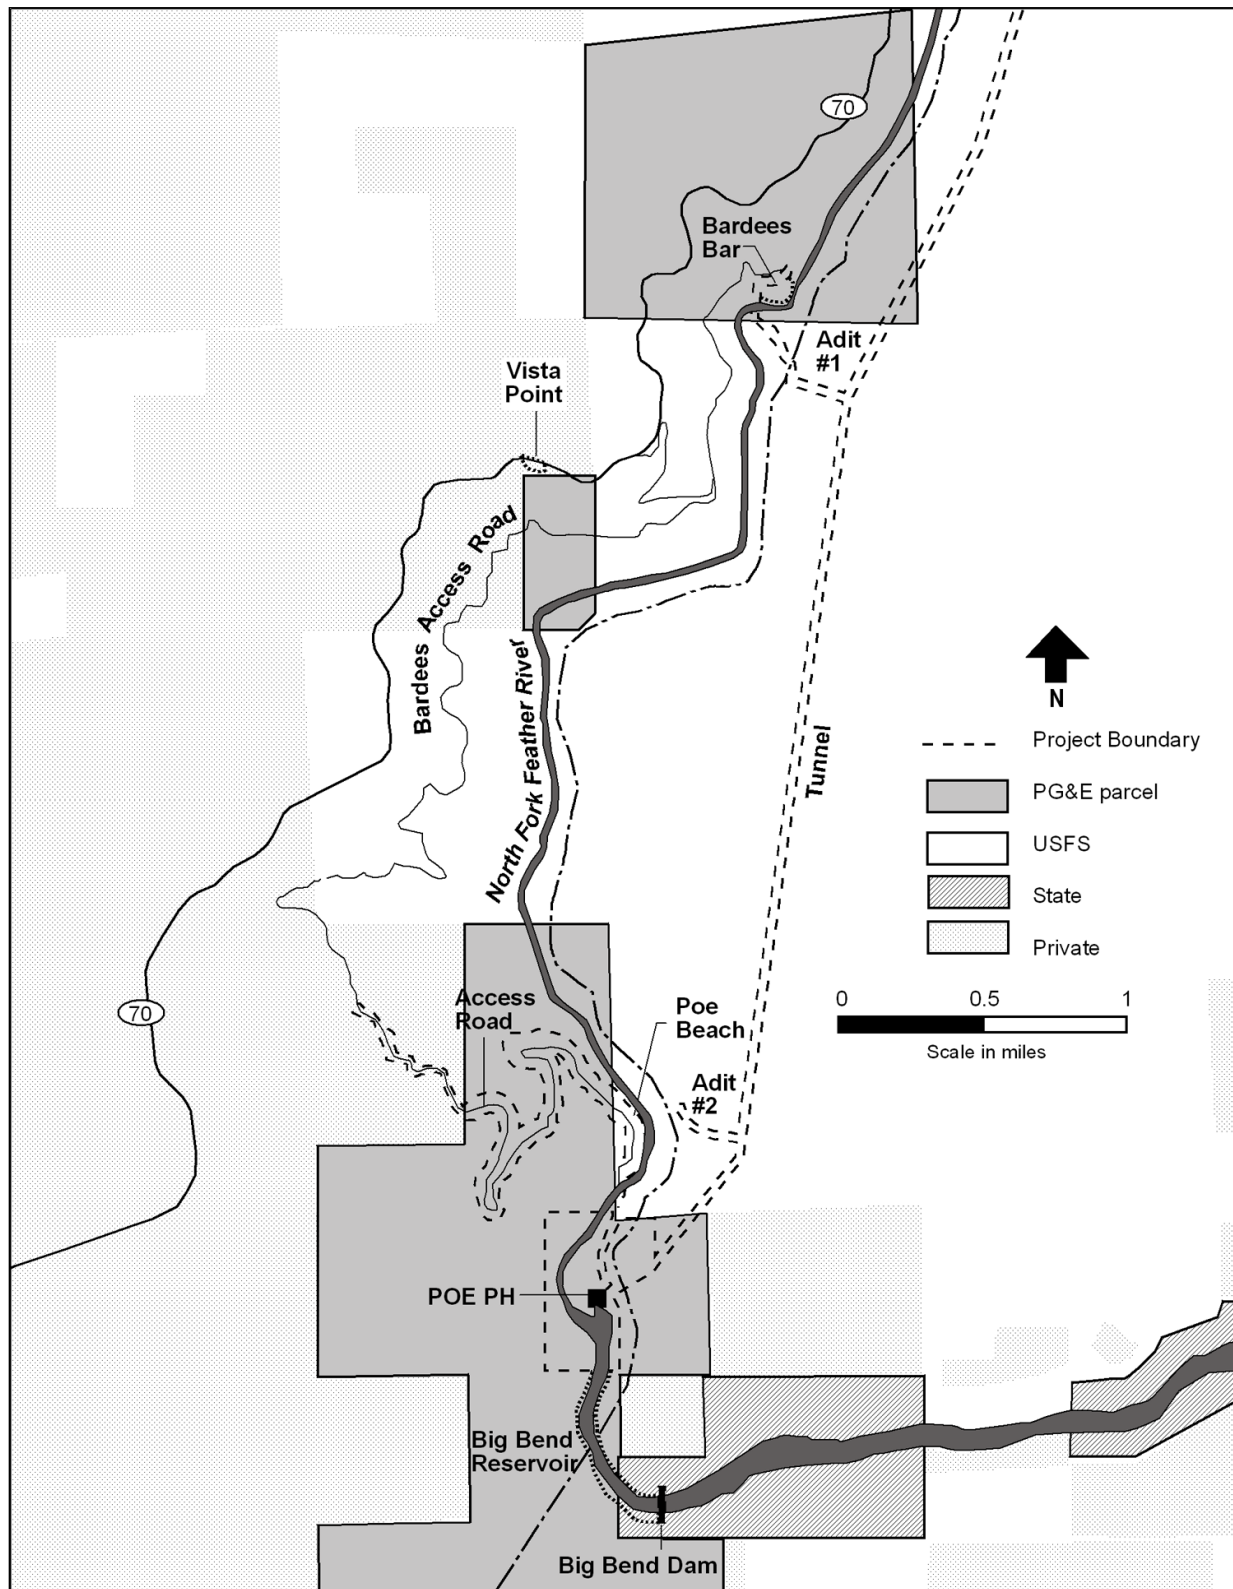 70
Bardees
Bar
Adit
#1
Vista
Point
Bardees Access Road
North Fork Feather River
Tunnel
N
Project Boundary
PG&E parcel
USFS
State
Private
0 0.5 1
Scale in miles
Access
Road
Poe
Beach
70
Adit
#2
POE PH
Big Bend
Reservoir
Big Bend Dam